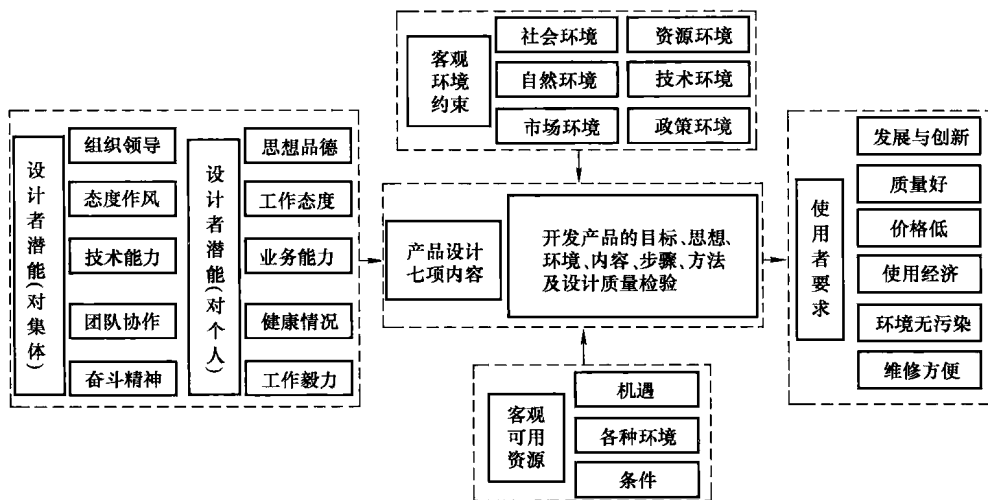 客观
环境
约束
社会环境
资源环境
自然环境
技术环境
市场环境
政策环境
设计者潜能(对集体)
组织领导
态度作风
技术能力
团队协作
奋斗精神
设计者潜能(对个人)
思想品德
工作态度
业务能力
健康情况
工作毅力
产品设计
七项内容
开发产品的目标、思想、
环境、内容、步骤、方法
及设计质量检验
客观
可用
资源
机遇
各种环境
条件
使用者要求
发展与创新
质量好
价格低
使用经济
环境无污染
维修方便